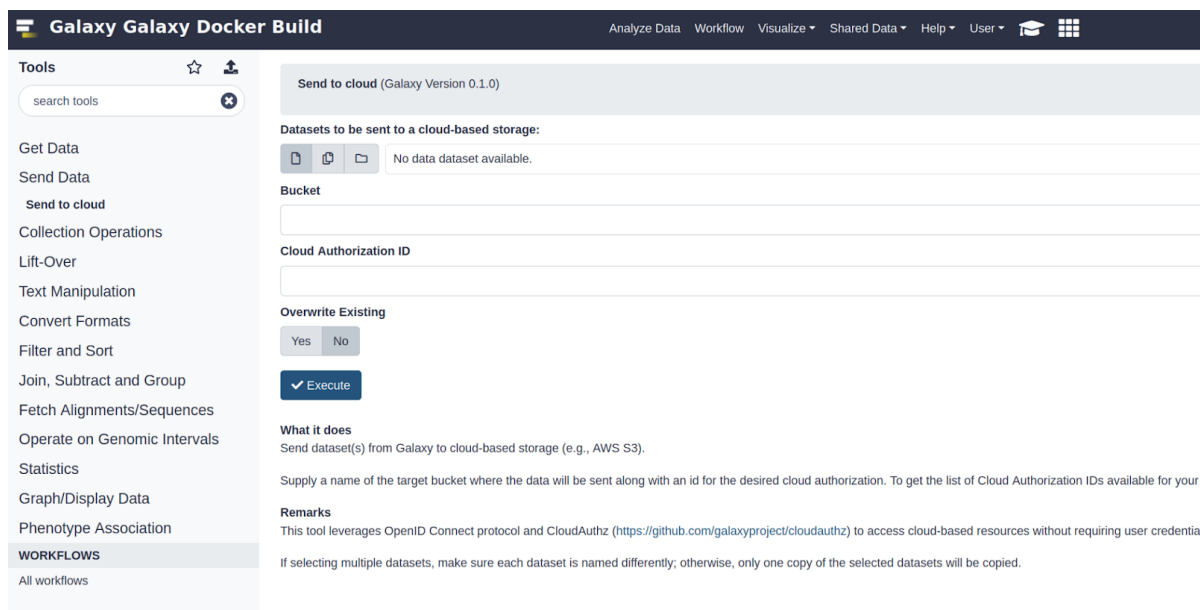 Galaxy Galaxy Docker Build
Analyze Data Workflow Visualize Shared Data Help User
Tools
search tools
Get Data
Send Data
Send to cloud
Collection Operations
Lift-Over
Text Manipulation
Convert Formats
Filter and Sort
Join, Subtract and Group
Fetch Alignments/Sequences
Operate on Genomic Intervals
Statistics
Graph/Display Data
Phenotype Association
WORKFLOWS
All workflows
Send to cloud (Galaxy Version 0.1.0)
Datasets to be sent to a cloud-based storage:
No data dataset available.
Bucket
Cloud Authorization ID
Overwrite Existing
Yes No
Execute
What it does
Send dataset(s) from Galaxy to cloud-based storage (e.g., AWS S3).
Supply a name of the target bucket where the data will be sent along with an id for the desired cloud authorization. To get the list of Cloud Authorization IDs available for your
Remarks
This tool leverages OpenID Connect protocol and CloudAuthz (https://github.com/galaxyproject/cloudauthz) to access cloud-based resources without requiring user credentia
If selecting multiple datasets, make sure each dataset is named differently; otherwise, only one copy of the selected datasets will be copied.